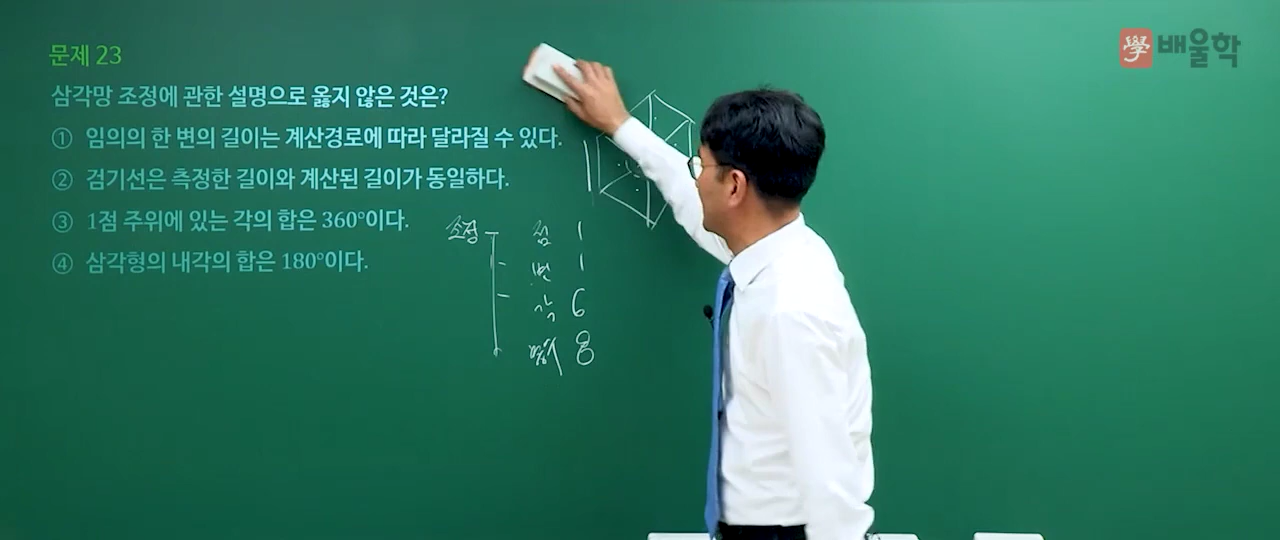 문제 23
學 배울학
삼각망 조정에 관한 설명으로 옳지 않은 것은?
① 임의의 한 변의 길이는 계산경로에 따라 달라질 수 있다.
② 검기선은 측정한 길이와 계산된 길이가 동일하다.
③ 1점 주위에 있는 각의 합은 360°이다.
④ 삼각형의 내각의 합은 180°이다.
조정 점 1
변 1
각 6
8